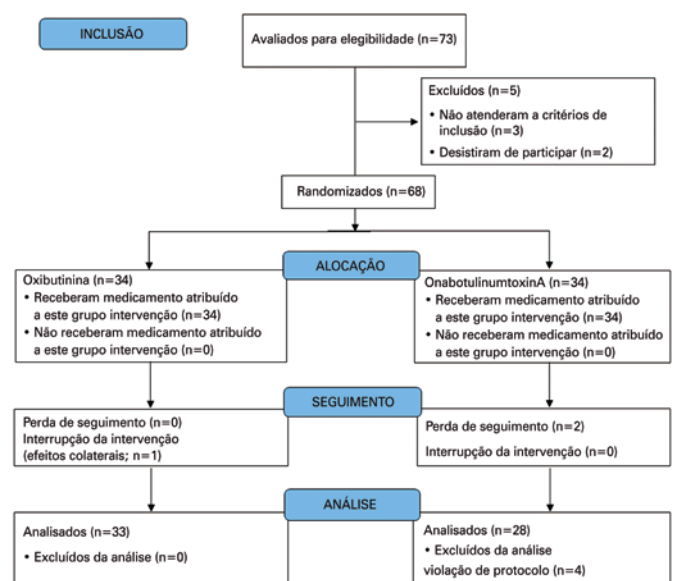 INCLUSÃO
Avaliados para elegibilidade (n=73)
Excluídos (n=5)
• Não atenderam a critérios de
inclusão (n=3)
• Desistiram de participar (n=2)
Randomizados (n=68)
ALOCAÇÃO
Oxibutinina (n=34)
• Receberam medicamento atribuído
a este grupo intervenção (n=34)
• Não receberam medicamento atribuído
a este grupo intervenção (n=0)
OnabotulinumtoxinA (n=34)
• Receberam medicamento atribuído
a este grupo intervenção (n=34)
• Não receberam medicamento atribuído
a este grupo intervenção (n=0)
SEGUIMENTO
Perda de seguimento (n=0)
Interrupção da intervenção
(efeitos colaterais; n=1)
Perda de seguimento (n=2)
Interrupção da intervenção (n=0)
ANÁLISE
Analisados (n=33)
• Excluídos da análise (n=0)
Analisados (n=28)
• Excluídos da análise
violação de protocolo (n=4)